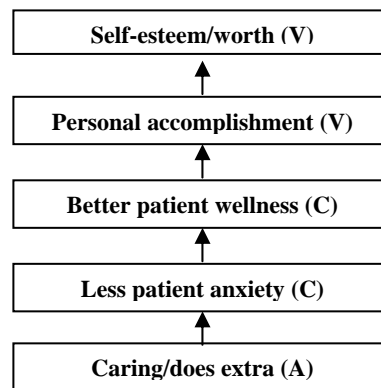 Self-esteem/worth (V)
Personal accomplishment (V)
Better patient wellness (C)
Less patient anxiety (C)
Caring/does extra (A)